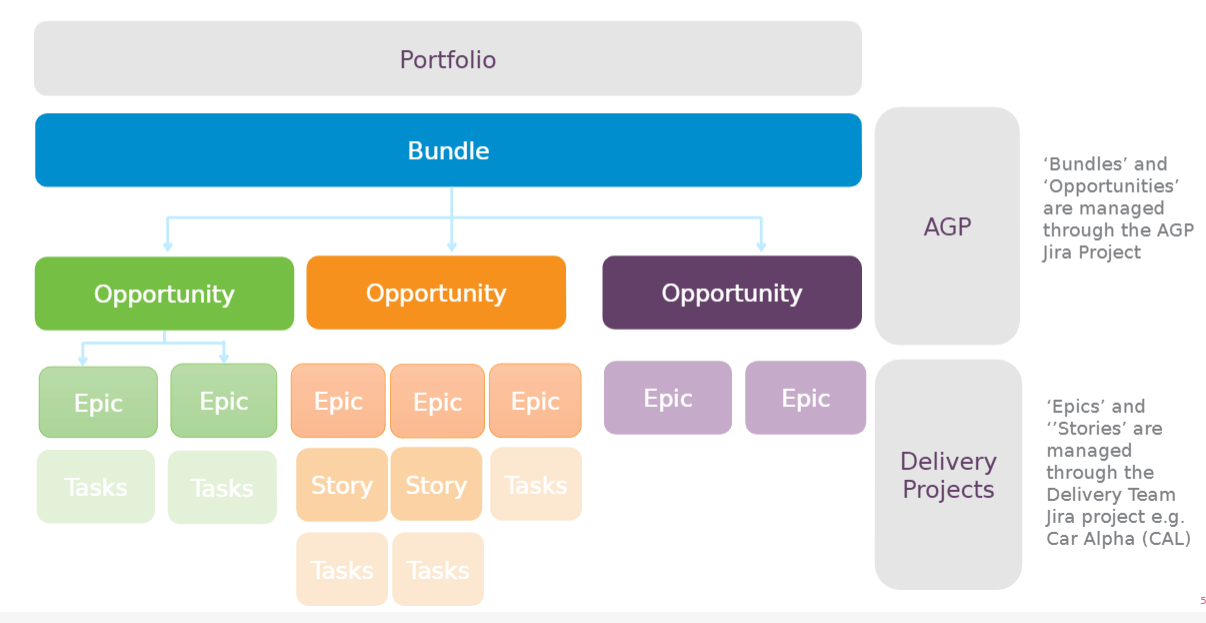 Portfolio
Bundle
AGP
‘Bundles’ and
‘Opportunities’
are managed
through the AGP
Jira Project
Opportunity
Opportunity
Opportunity
Epic
Epic
Epic
Epic
Epic
Epic
Epic
Tasks
Tasks
Story
Story
Tasks
Tasks
Tasks
Delivery
Projects
‘Epics’ and
‘’Stories’ are
managed
through the
Delivery Team
Jira project e.g.
Car Alpha (CAL)
5